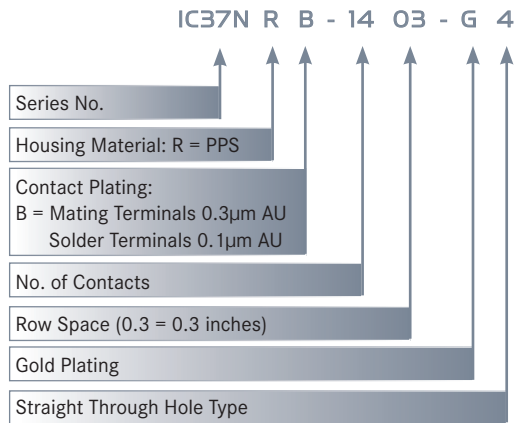 IC37N R B - 14 03 - G 4
Series No.
Housing Material: R = PPS
Contact Plating:
B = Mating Terminals 0.3µm AU
Solder Terminals 0.1µm AU
No. of Contacts
Row Space (0.3 = 0.3 inches)
Gold Plating
Straight Through Hole Type